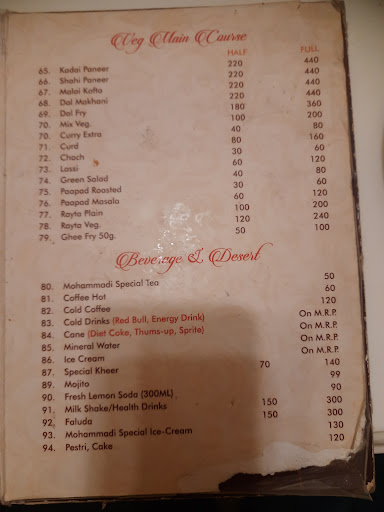 Veg Main Course
HALF FULL
65. Kadai Paneer 220 440
66. Shahi Paneer 220 440
67. Malai Kofta 220 440
68. Dal Makhani 220 440
69. Dal Fry 180 360
70. Mix Veg. 100 200
70. Curry Extra 40 80
71. Curd 80 160
72. Chach 30 60
73. Lassi 60 120
74. Green Salad 40 80
75. Paapad Roasted 30 60
76. Paapad Masala 60 120
77. Rayta Plain 100 200
78. Rayta Veg. 120 240
79. Ghee Fry 50g. 50 100
Beverage & Desert
80. Mohammadi Special Tea 50
81. Coffee Hot 60
82. Cold Coffee 120
83. Cold Drinks (Red Bull, Energy Drink) On M.R.P.
84. Cane (Diet Coke, Thums-up, Sprite) On M.R.P.
85. Mineral Water On M.R.P.
86. Ice Cream On M.R.P.
87. Special Kheer 70 140
89. Mojito 99
90. Fresh Lemon Soda (300ML) 90
91. Milk Shake/Health Drinks 150 300
92. Faluda 150 300
93. Mohammadi Special Ice-Cream 130
94. Pestri, Cake 120